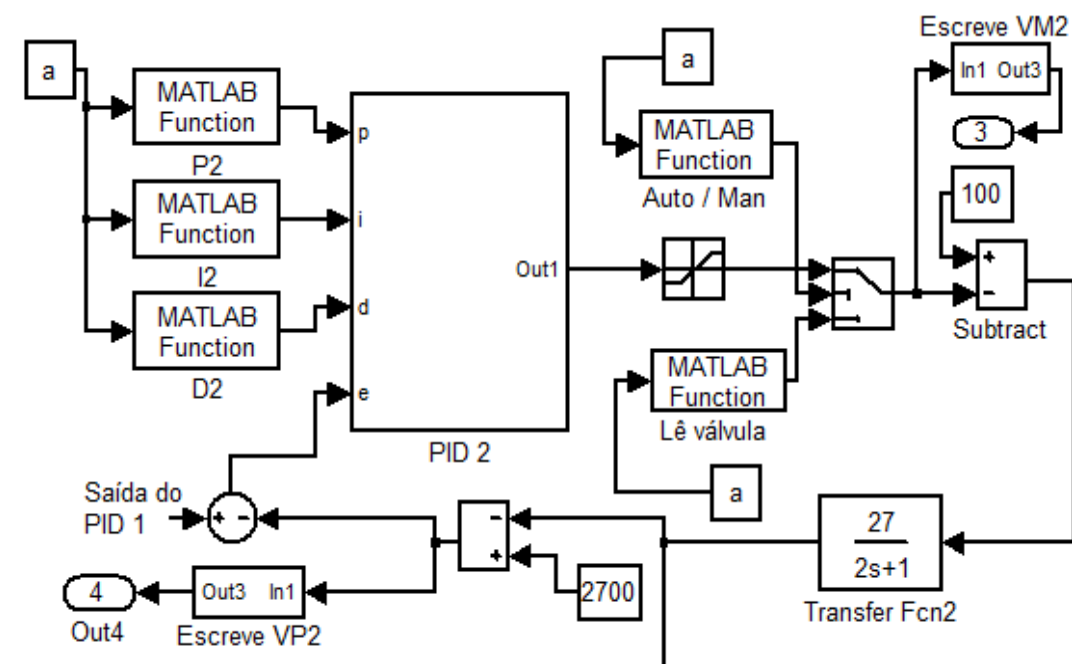 Escreve VM2
In1 Out3
3
a
MATLAB
Function
P2
MATLAB
Function
I2
MATLAB
Function
D2
p
i
d
e
Out1
PID 2
a
MATLAB
Function
Auto / Man
100
+
−
Subtract
MATLAB
Function
Lê válvula
a
Saída do
PID 1
+ −
−
+
2700
27
2s+1
Transfer Fcn2
4
Out4
Out3 In1
Escreve VP2